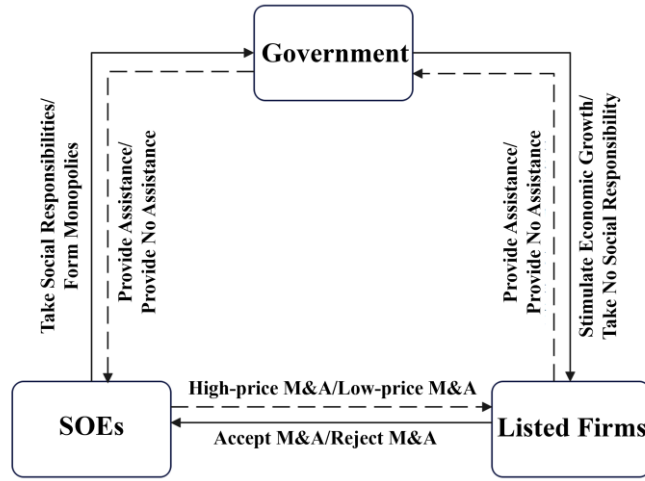 Government
Take Social Responsibilities/
Form Monopolies
Provide Assistance/
Provide No Assistance
Provide Assistance/
Provide No Assistance
Stimulate Economic Growth/
Take No Social Responsibility
High-price M&A/Low-price M&A
SOEs
Listed Firms
Accept M&A/Reject M&A